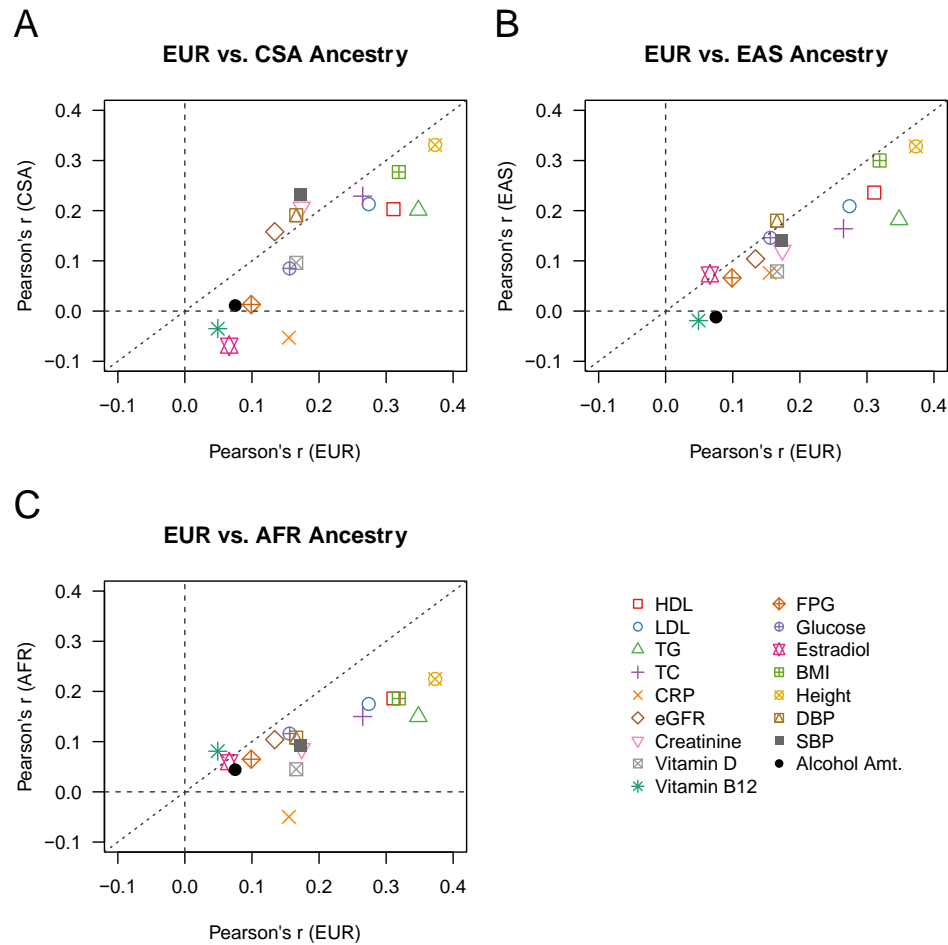 A
EUR vs. CSA Ancestry
Pearson's r (CSA)
0.4
0.3
0.2
0.1
0.0
−0.1
−0.1 0.0 0.1 0.2 0.3 0.4
Pearson's r (EUR)
B
EUR vs. EAS Ancestry
Pearson's r (EAS)
0.4
0.3
0.2
0.1
0.0
−0.1
−0.1 0.0 0.1 0.2 0.3 0.4
Pearson's r (EUR)
C
EUR vs. AFR Ancestry
Pearson's r (AFR)
0.4
0.3
0.2
0.1
0.0
−0.1
−0.1 0.0 0.1 0.2 0.3 0.4
Pearson's r (EUR)
HDL
LDL
TG
TC
CRP
eGFR
Creatinine
Vitamin D
Vitamin B12
FPG
Glucose
Estradiol
BMI
Height
DBP
SBP
Alcohol Amt.